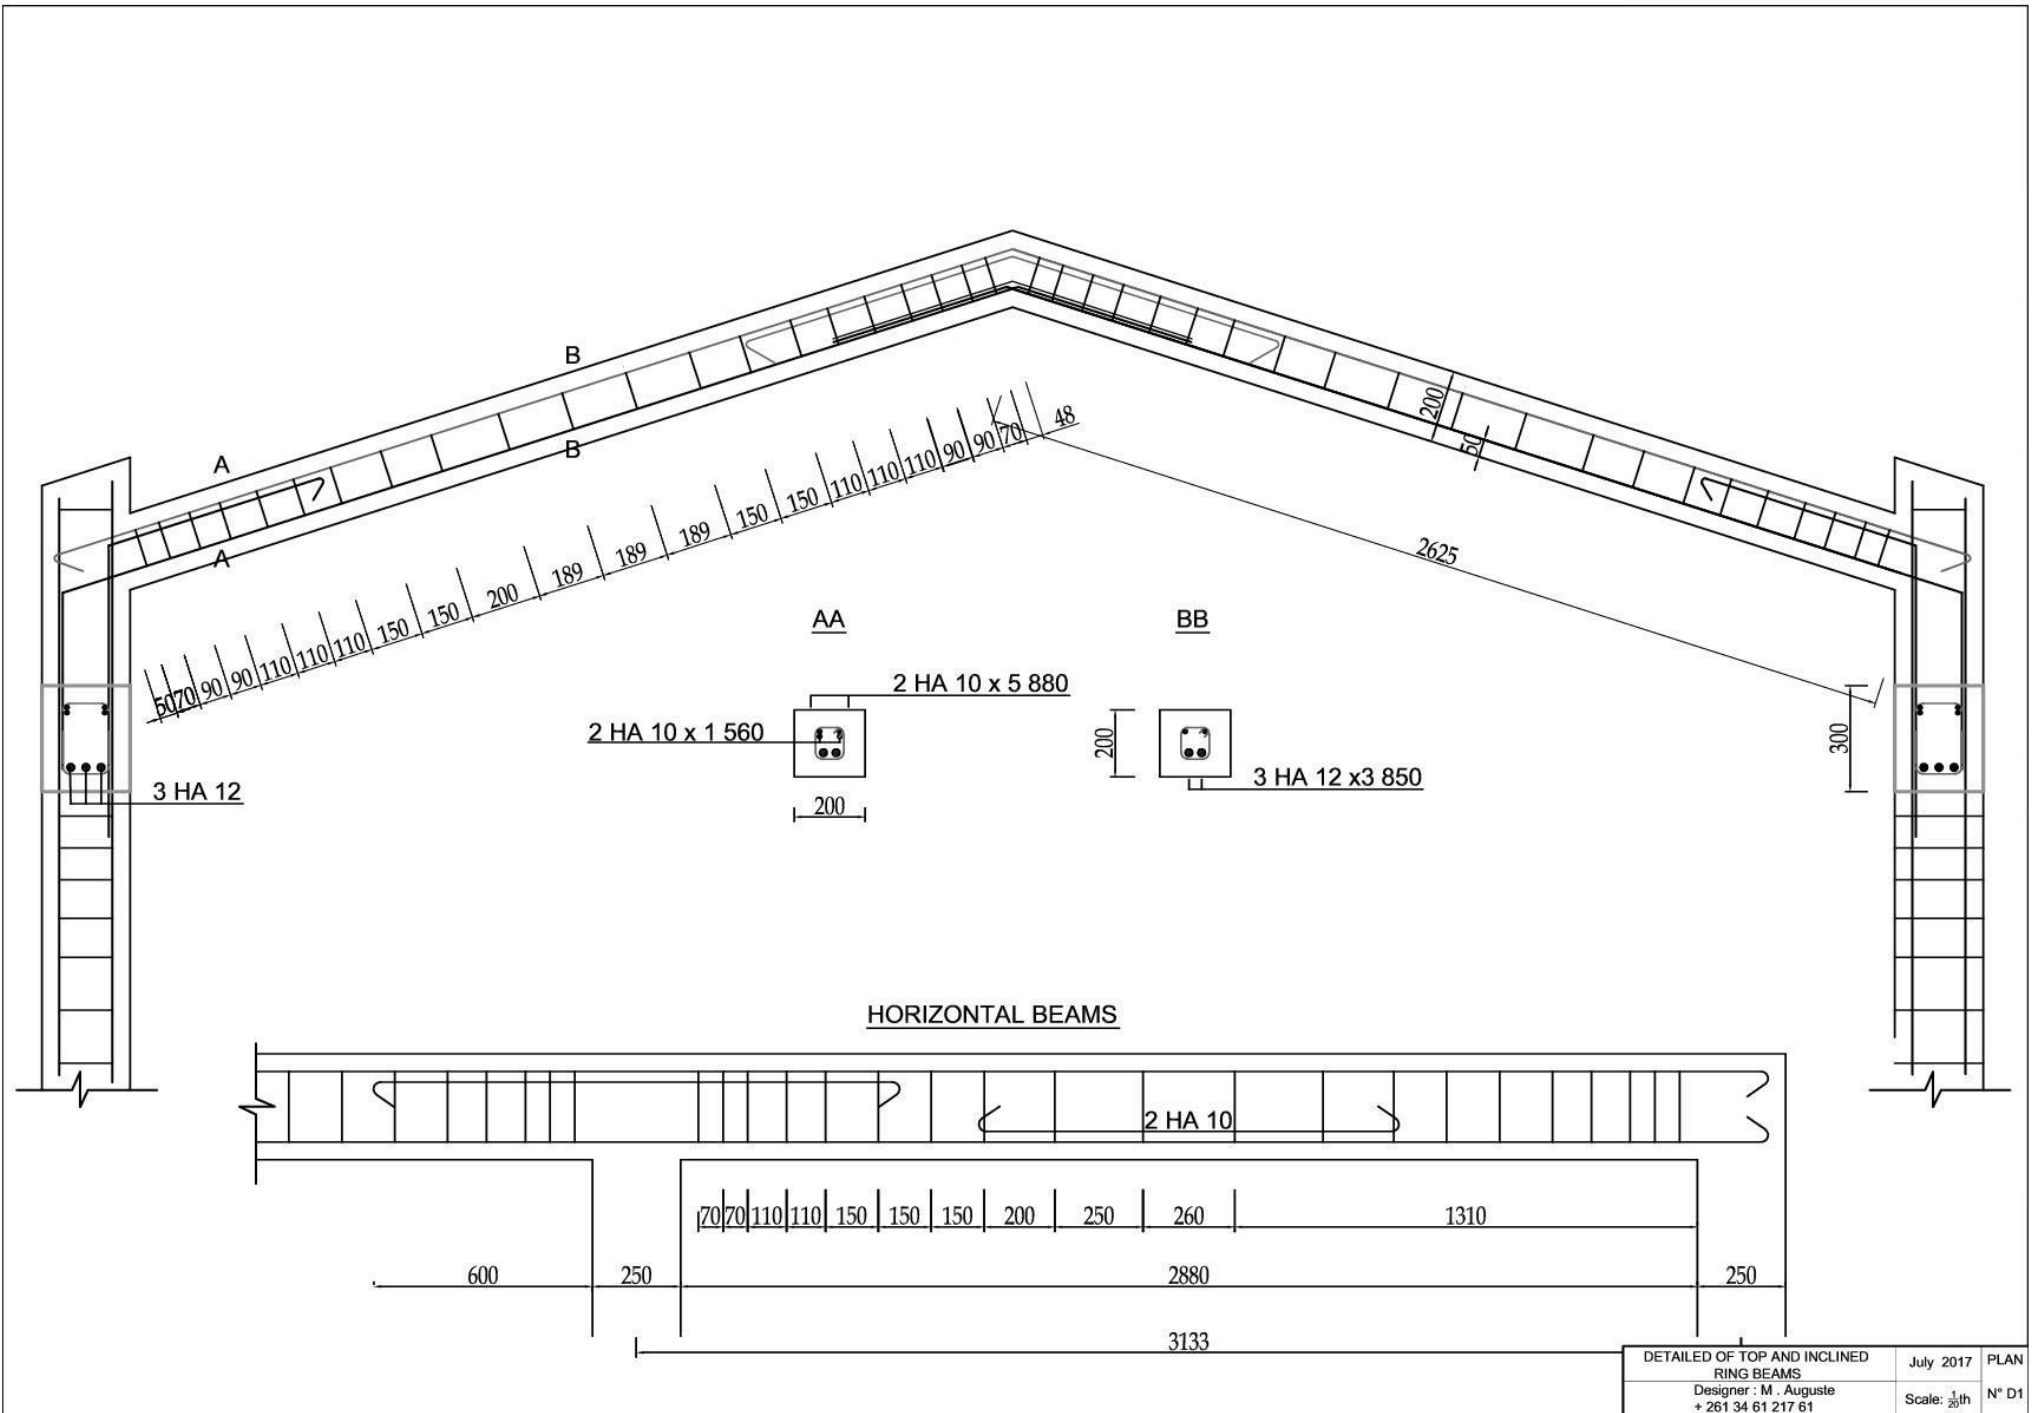 B
A
B
A
200
50
50
70
90
90
110
110
110
150
150
200
189
189
189
150
150
110
110
110
90
90
70
48
2625
AA
BB
2 HA 10 x 5 880
2 HA 10 x 1 560
200
200
3 HA 12 x3 850
3 HA 12
300
HORIZONTAL BEAMS
2 HA 10
70 70 110 110 150 150 150 200 250 260 1310
600 250 2880 250
3133
DETAILED OF TOP AND INCLINED
RING BEAMS
July 2017
PLAN
Designer : M . Auguste
+ 261 34 61 217 61
Scale: 1/20th
N° D1